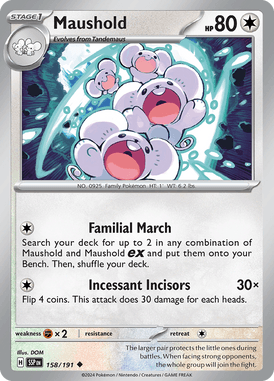 STAGE 1
Maushold
HP 80
Evolves from Tandemaus
NO. 0925 Family Pokémon HT: 1' WT: 6.2 lbs.
Familial March
Search your deck for up to 2 in any combination
of Maushold and Maushold ex and put them onto
your Bench. Then, shuffle your deck.
Incessant Incisors 30×
Flip 4 coins. This attack does 30 damage for each heads.
weakness ×2 resistance retreat
Illus. DOM
H SSP EN 158/191
The larger pair protects the little ones during
battles. When facing strong opponents,
the whole group will join the fight.
©2024 Pokémon / Nintendo / Creatures / GAME FREAK